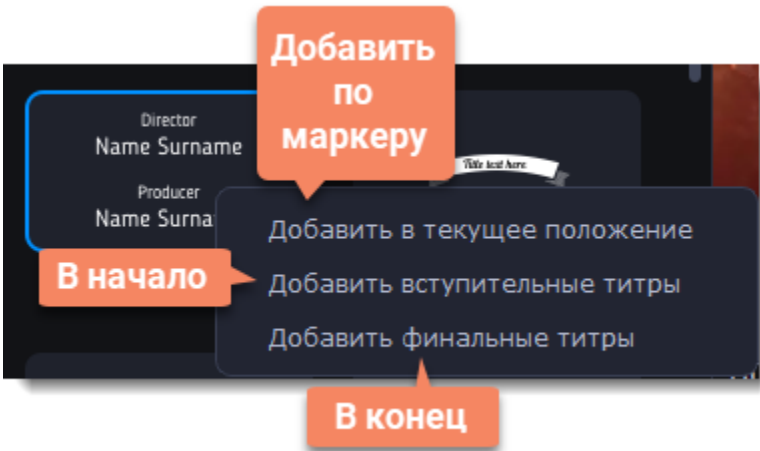 Добавить
по
маркеру
Director
Name Surname
Producer
Name Surna
Title text here
Добавить в текущее положение
В начало
Добавить вступительные титры
Добавить финальные титры
В конец